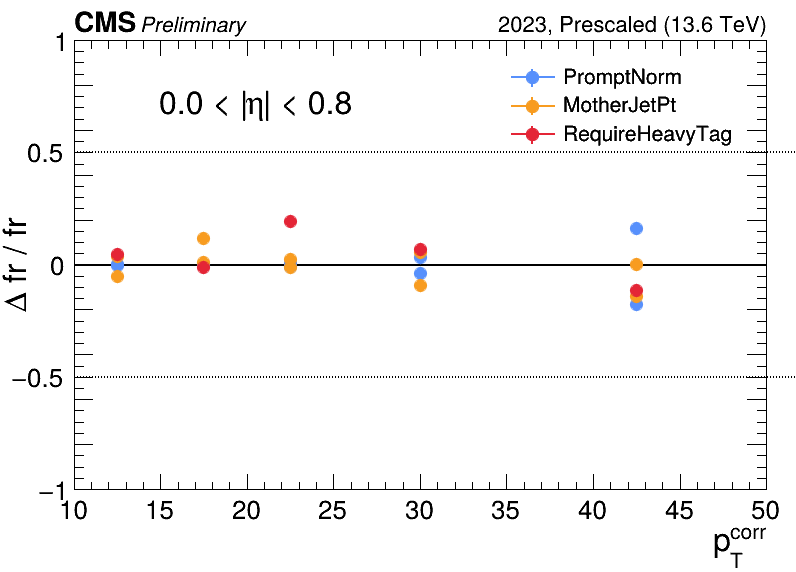 CMS Preliminary 2023, Prescaled (13.6 TeV)
0.0 < |η| < 0.8
PromptNorm
MotherJetPt
RequireHeavyTag
Δ fr / fr
1
0.5
0
−0.5
−1
10 15 20 25 30 35 40 45 50
p_T^corr